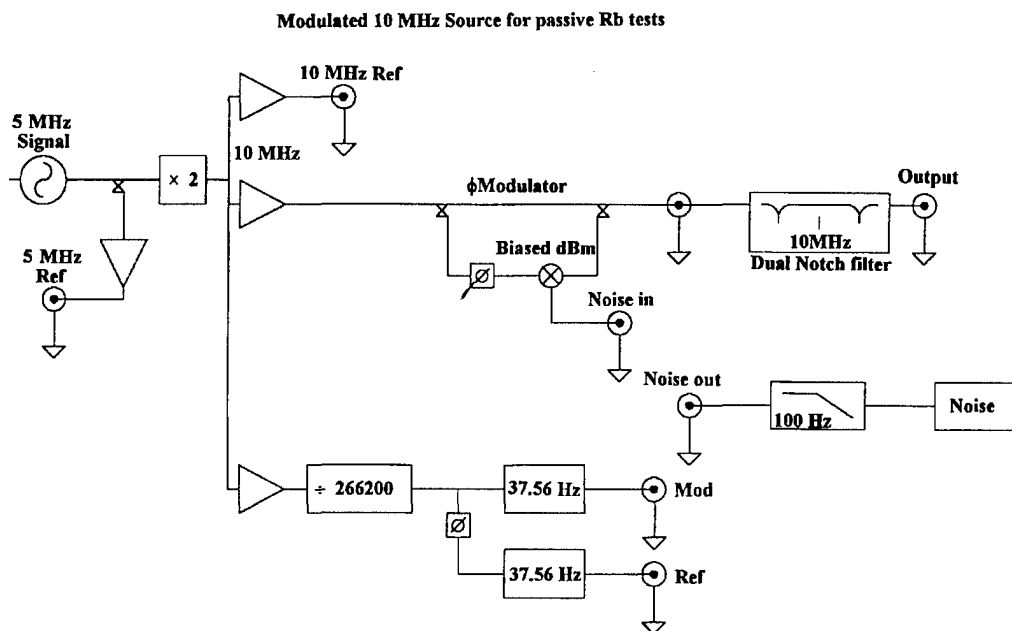 Modulated 10 MHz Source for passive Rb tests
10 MHz Ref
5 MHz
Signal
10 MHz
× 2
5 MHz
Ref
ϕModulator
Biased dBm
Noise in
10MHz
Dual Notch filter
Output
Noise out
100 Hz
Noise
÷ 266200
37.56 Hz
Mod
37.56 Hz
Ref